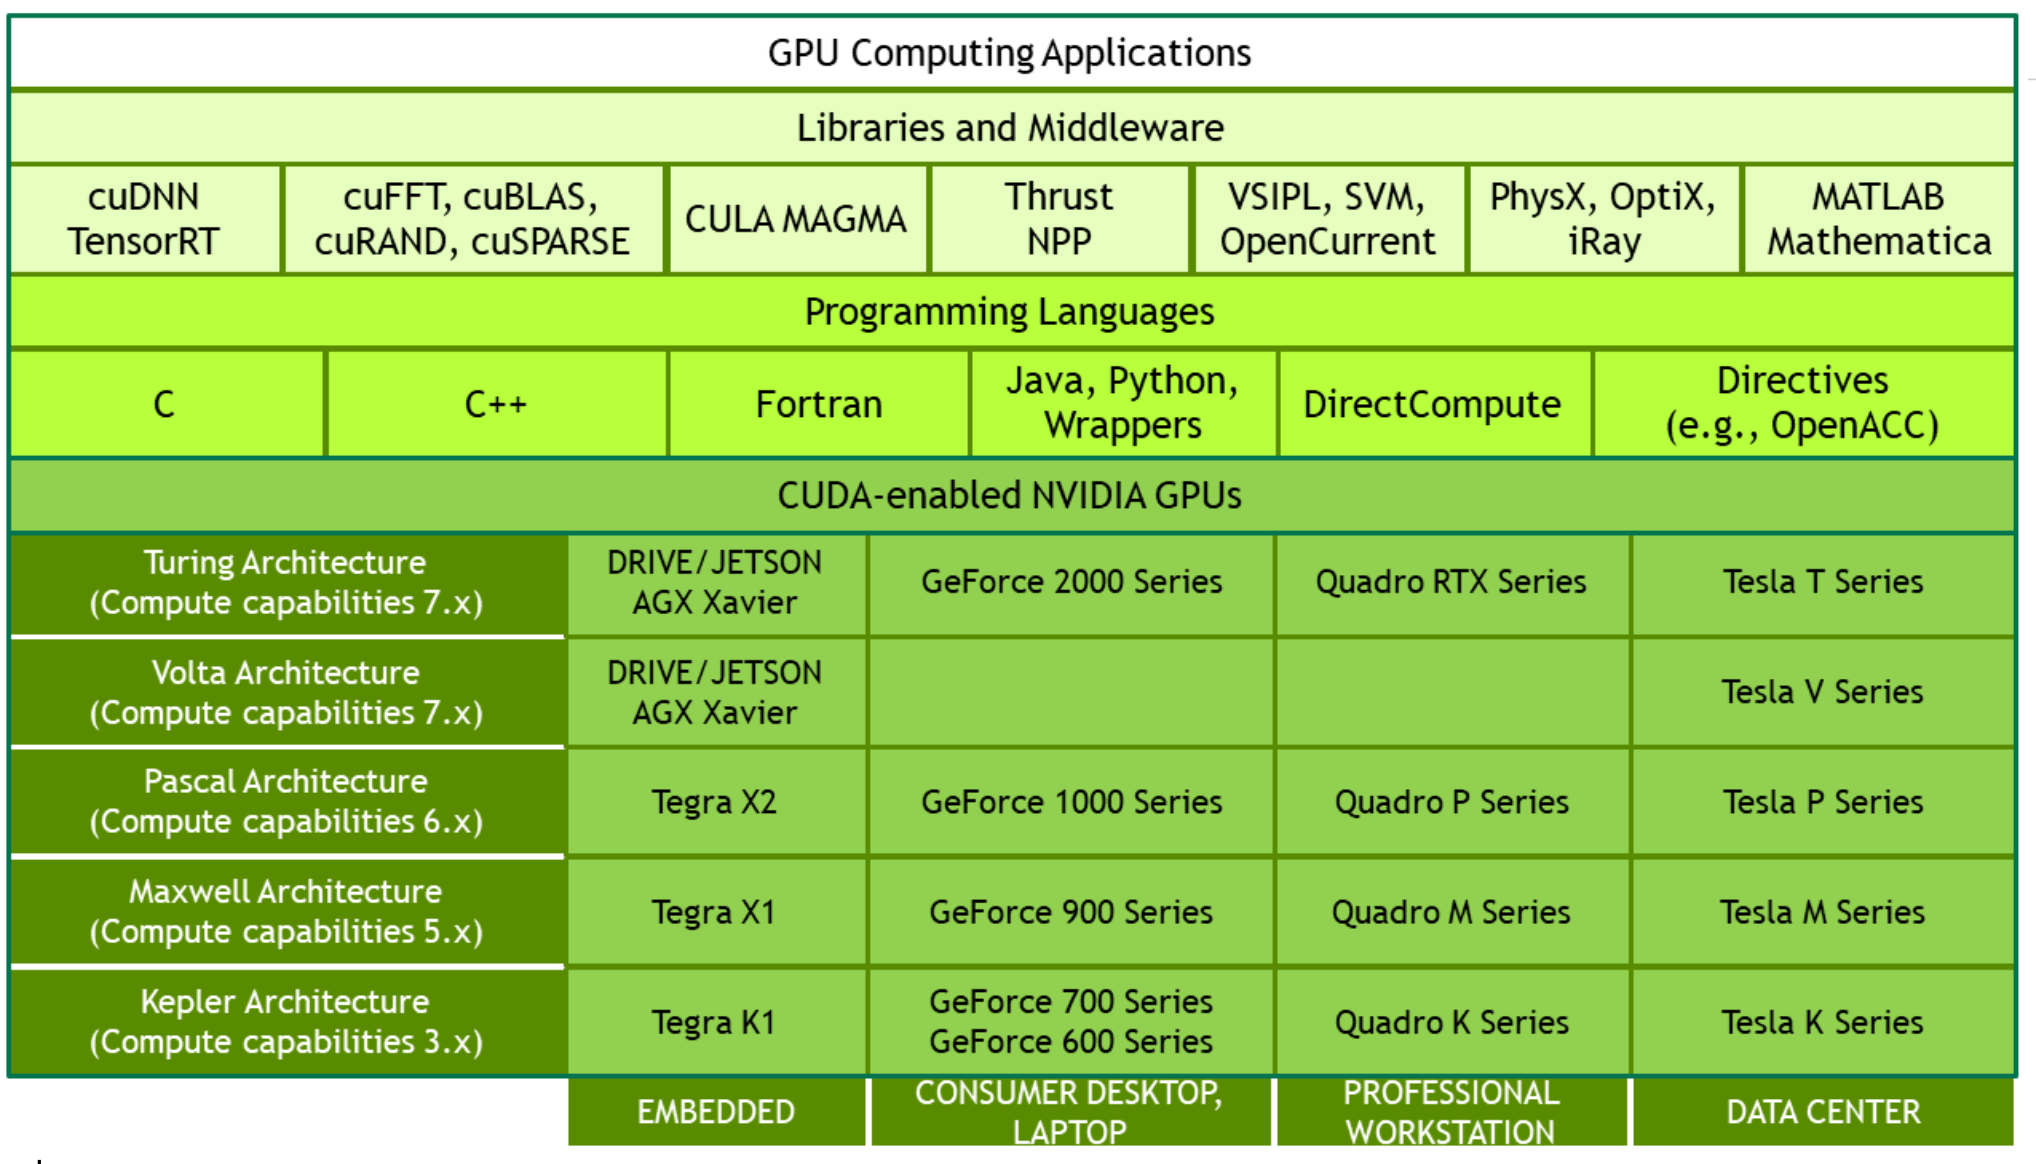 GPU Computing Applications
Libraries and Middleware
cuDNN
TensorRT
cuFFT, cuBLAS,
cuRAND, cuSPARSE
CULA MAGMA
Thrust
NPP
VSIPL, SVM,
OpenCurrent
PhysX, OptiX,
iRay
MATLAB
Mathematica
Programming Languages
C
C++
Fortran
Java, Python,
Wrappers
DirectCompute
Directives
(e.g., OpenACC)
CUDA-enabled NVIDIA GPUs
Turing Architecture
(Compute capabilities 7.x)
DRIVE/JETSON
AGX Xavier
GeForce 2000 Series
Quadro RTX Series
Tesla T Series
Volta Architecture
(Compute capabilities 7.x)
DRIVE/JETSON
AGX Xavier
Tesla V Series
Pascal Architecture
(Compute capabilities 6.x)
Tegra X2
GeForce 1000 Series
Quadro P Series
Tesla P Series
Maxwell Architecture
(Compute capabilities 5.x)
Tegra X1
GeForce 900 Series
Quadro M Series
Tesla M Series
Kepler Architecture
(Compute capabilities 3.x)
Tegra K1
GeForce 700 Series
GeForce 600 Series
Quadro K Series
Tesla K Series
EMBEDDED
CONSUMER DESKTOP,
LAPTOP
PROFESSIONAL
WORKSTATION
DATA CENTER